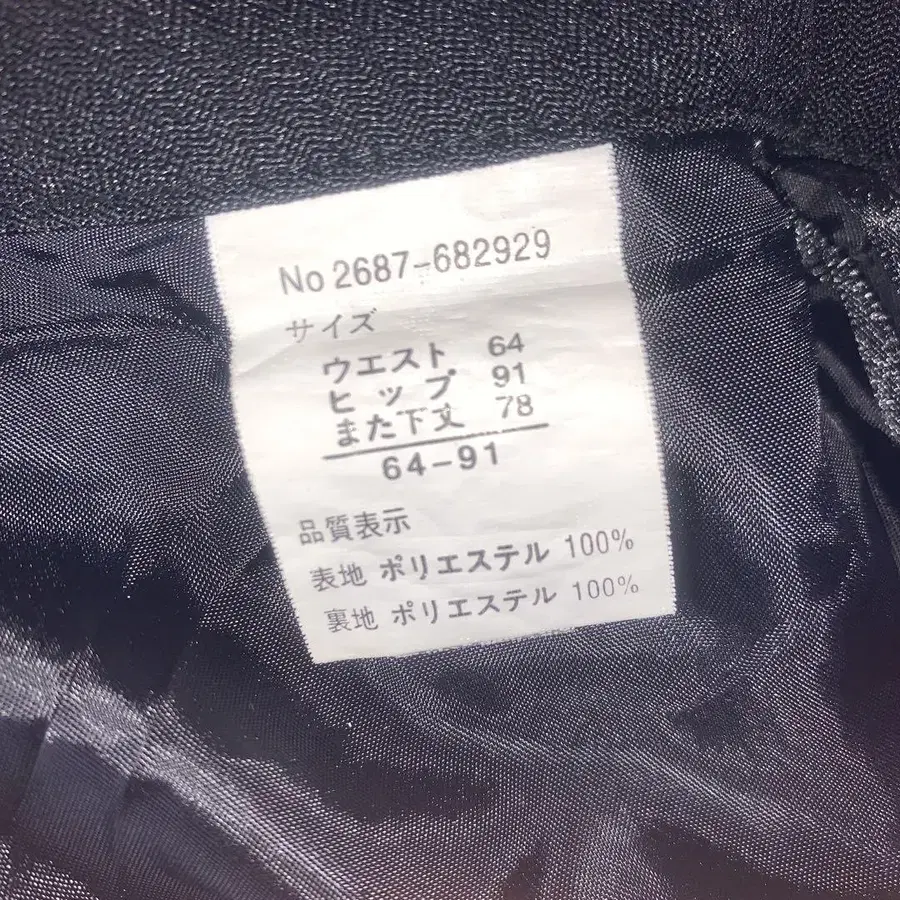 No 2687-682929
サイズ
ウエスト 64
ヒップ 91
また下丈 78
64-91
品質表示
表地 ポリエステル 100%
裏地 ポリエステル 100%